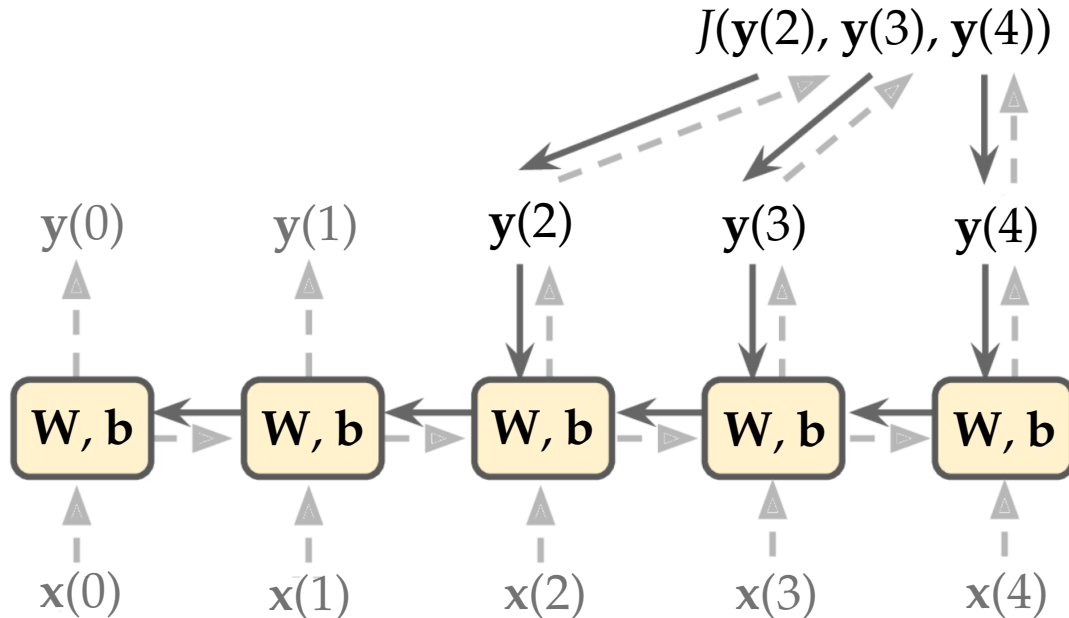 J(y(2), y(3), y(4))
y(0) y(1) y(2) y(3) y(4)
W, b W, b W, b W, b W, b
x(0) x(1) x(2) x(3) x(4)